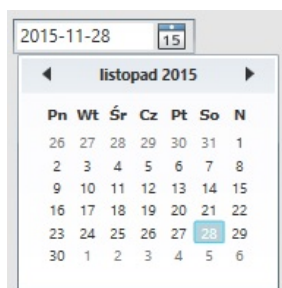 2015-11-28 15
listopad 2015
Pn Wt Śr Cz Pt So N
26 27 28 29 30 31 1
2 3 4 5 6 7 8
9 10 11 12 13 14 15
16 17 18 19 20 21 22
23 24 25 26 27 28 29
30 1 2 3 4 5 6